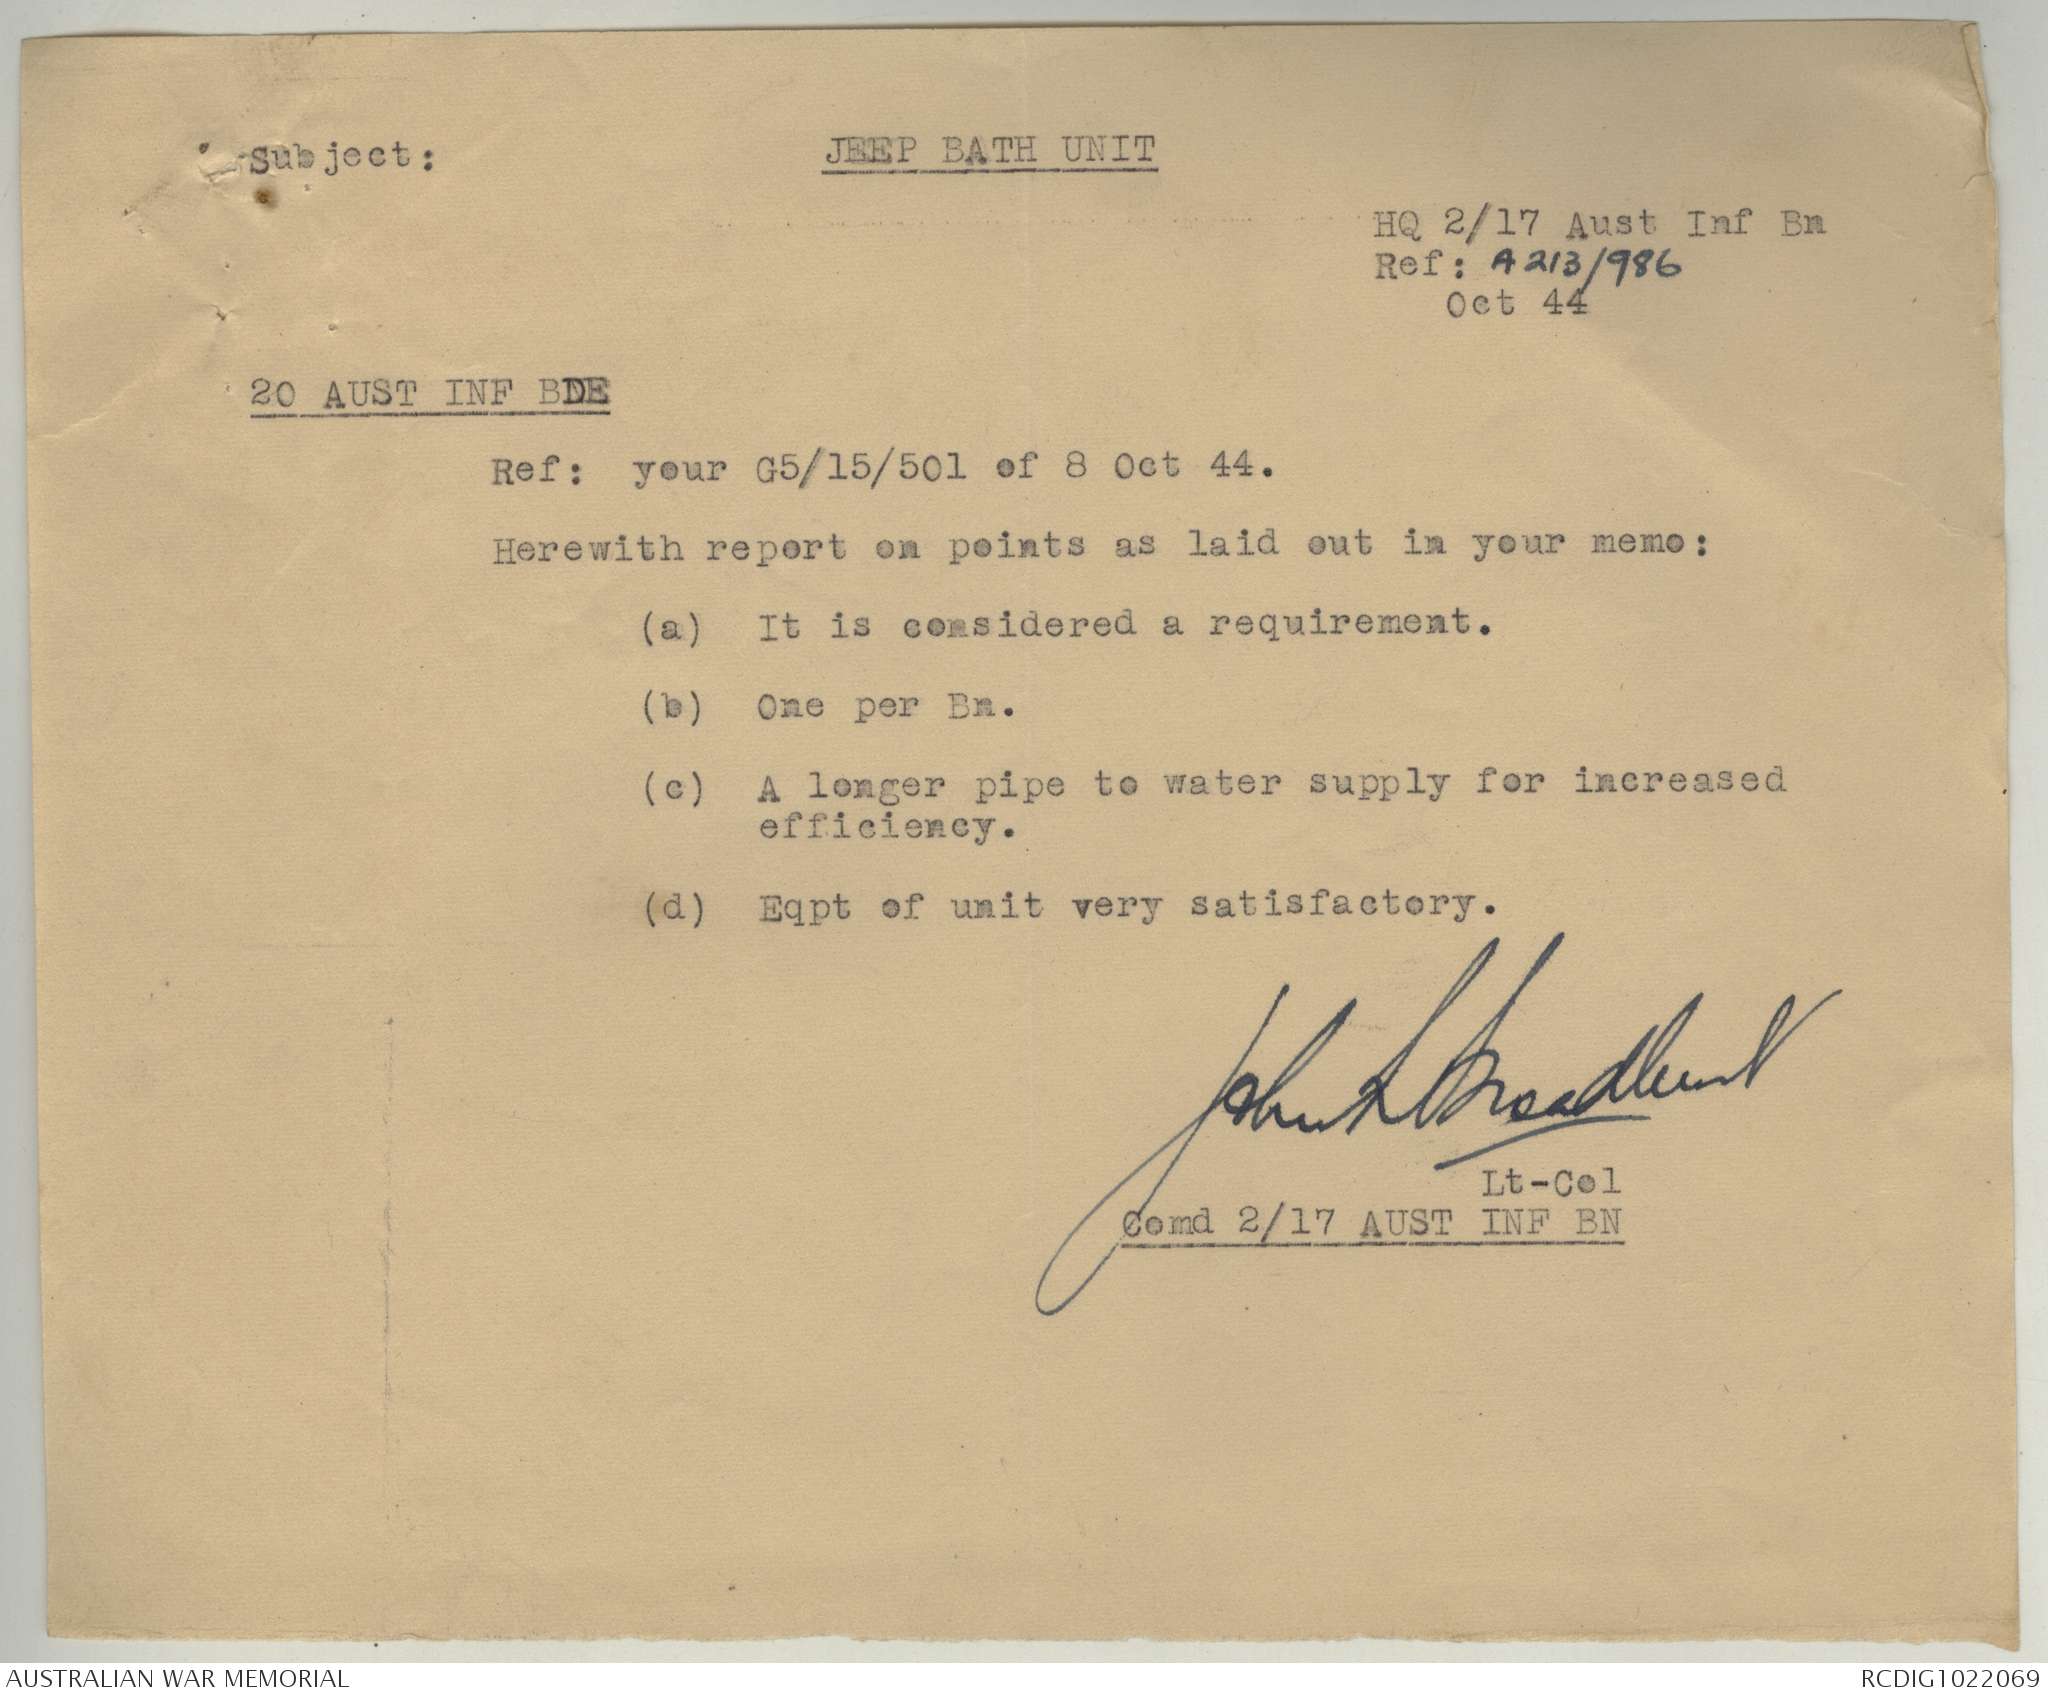 Subject: JEEP BATH UNIT
HQ 2/17 Aust Inf Bn
Ref: A213/986
Oct 44
20 AUST INF BDE
Ref: your G5/15/501 of 8 Oct 44.
Herewith report on points as laid out in your memo:
(a) It is considered a requirement.
(b) One per Bn.
(c) A longer pipe to water supply for increased
efficiency.
(d) Eqpt of unit very satisfactory.
John R Broadbent
Lt-Col
Comd 2/17 AUST INF BN
AUSTRALIAN WAR MEMORIAL RCDIG1022069